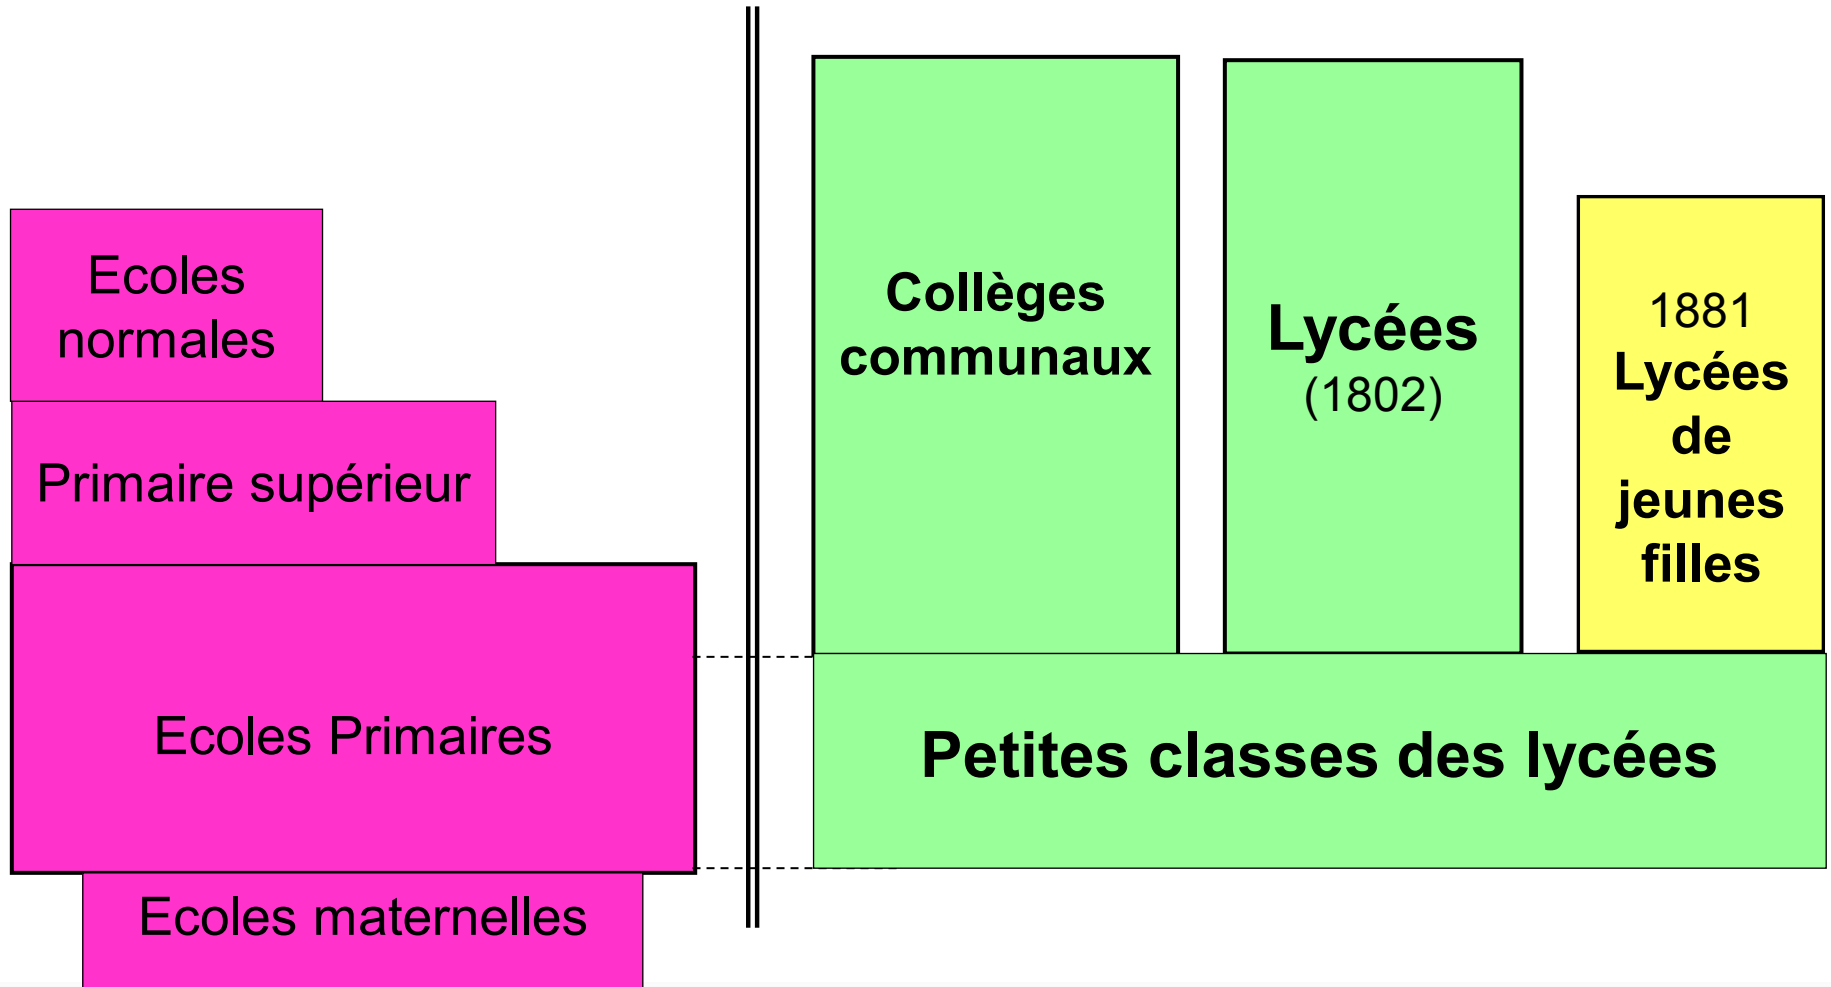 Ecoles
normales
Primaire supérieur
Ecoles Primaires
Ecoles maternelles
Collèges
communaux
Lycées
(1802)
1881
Lycées
de
jeunes
filles
Petites classes des lycées